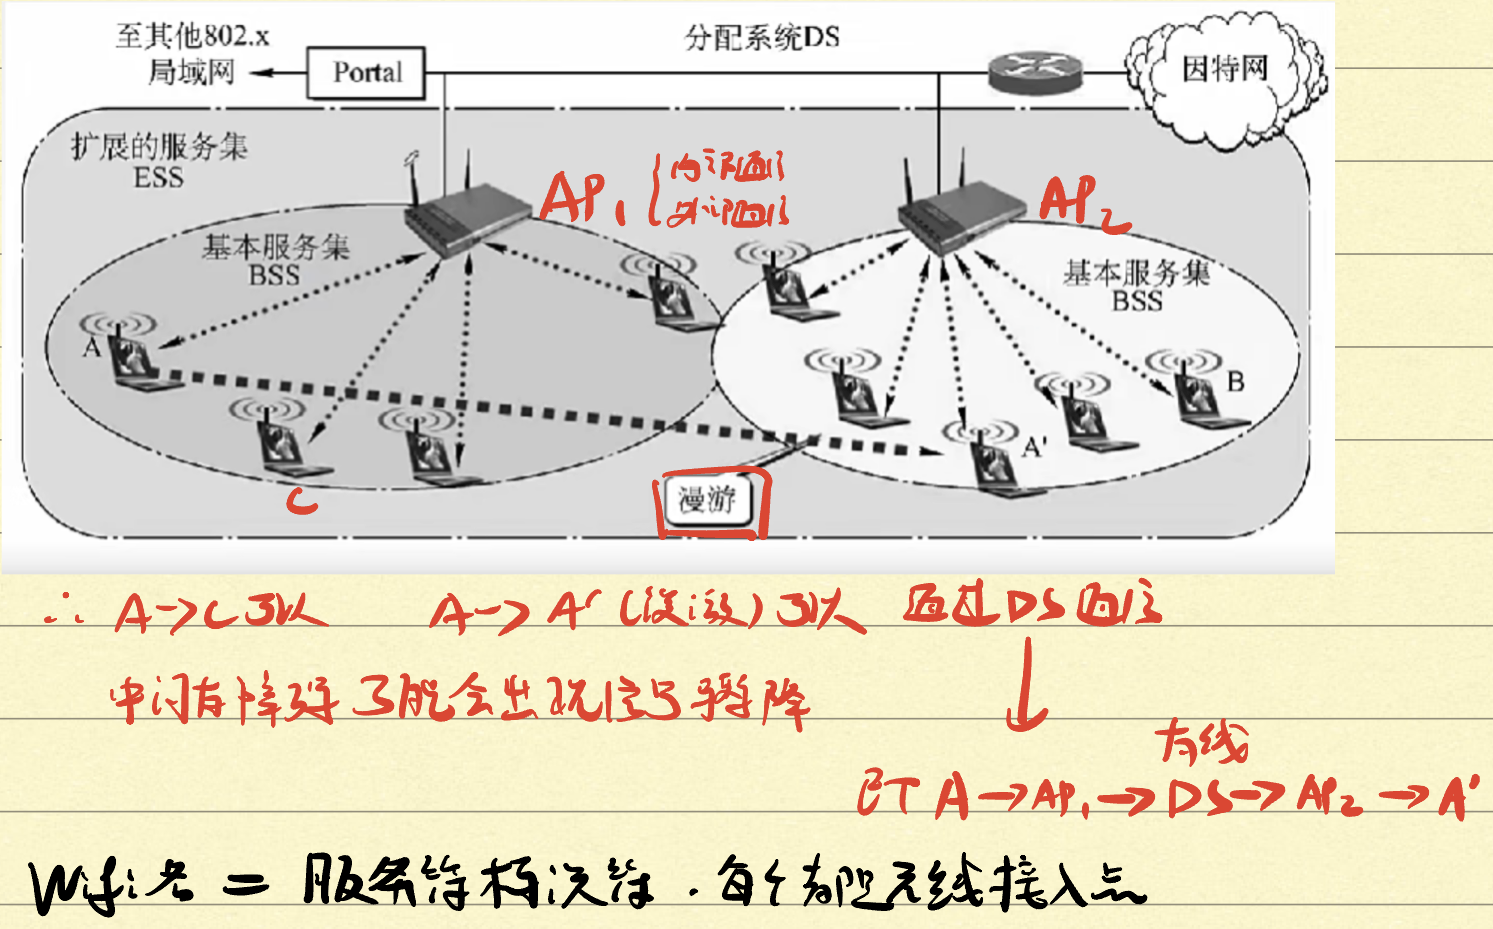 至其他802.x
局域网
Portal
分配系统DS
因特网
扩展的服务集
ESS
AP1
内部通信
外部通信
AP2
基本服务集
BSS
基本服务集
BSS
A
B
A'
C
漫游
∴ A→C 可以 A→A' (漫游) 可以 通过DS通信
中间有障碍 可能会出现信号骤降
有线
即 A→AP1→DS→AP2→A'
Wifi名 = 服务集标识符.每个都是无线接入点